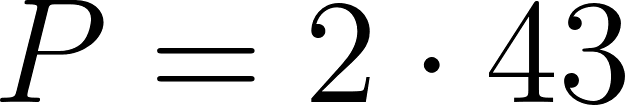 P = 2 · 43